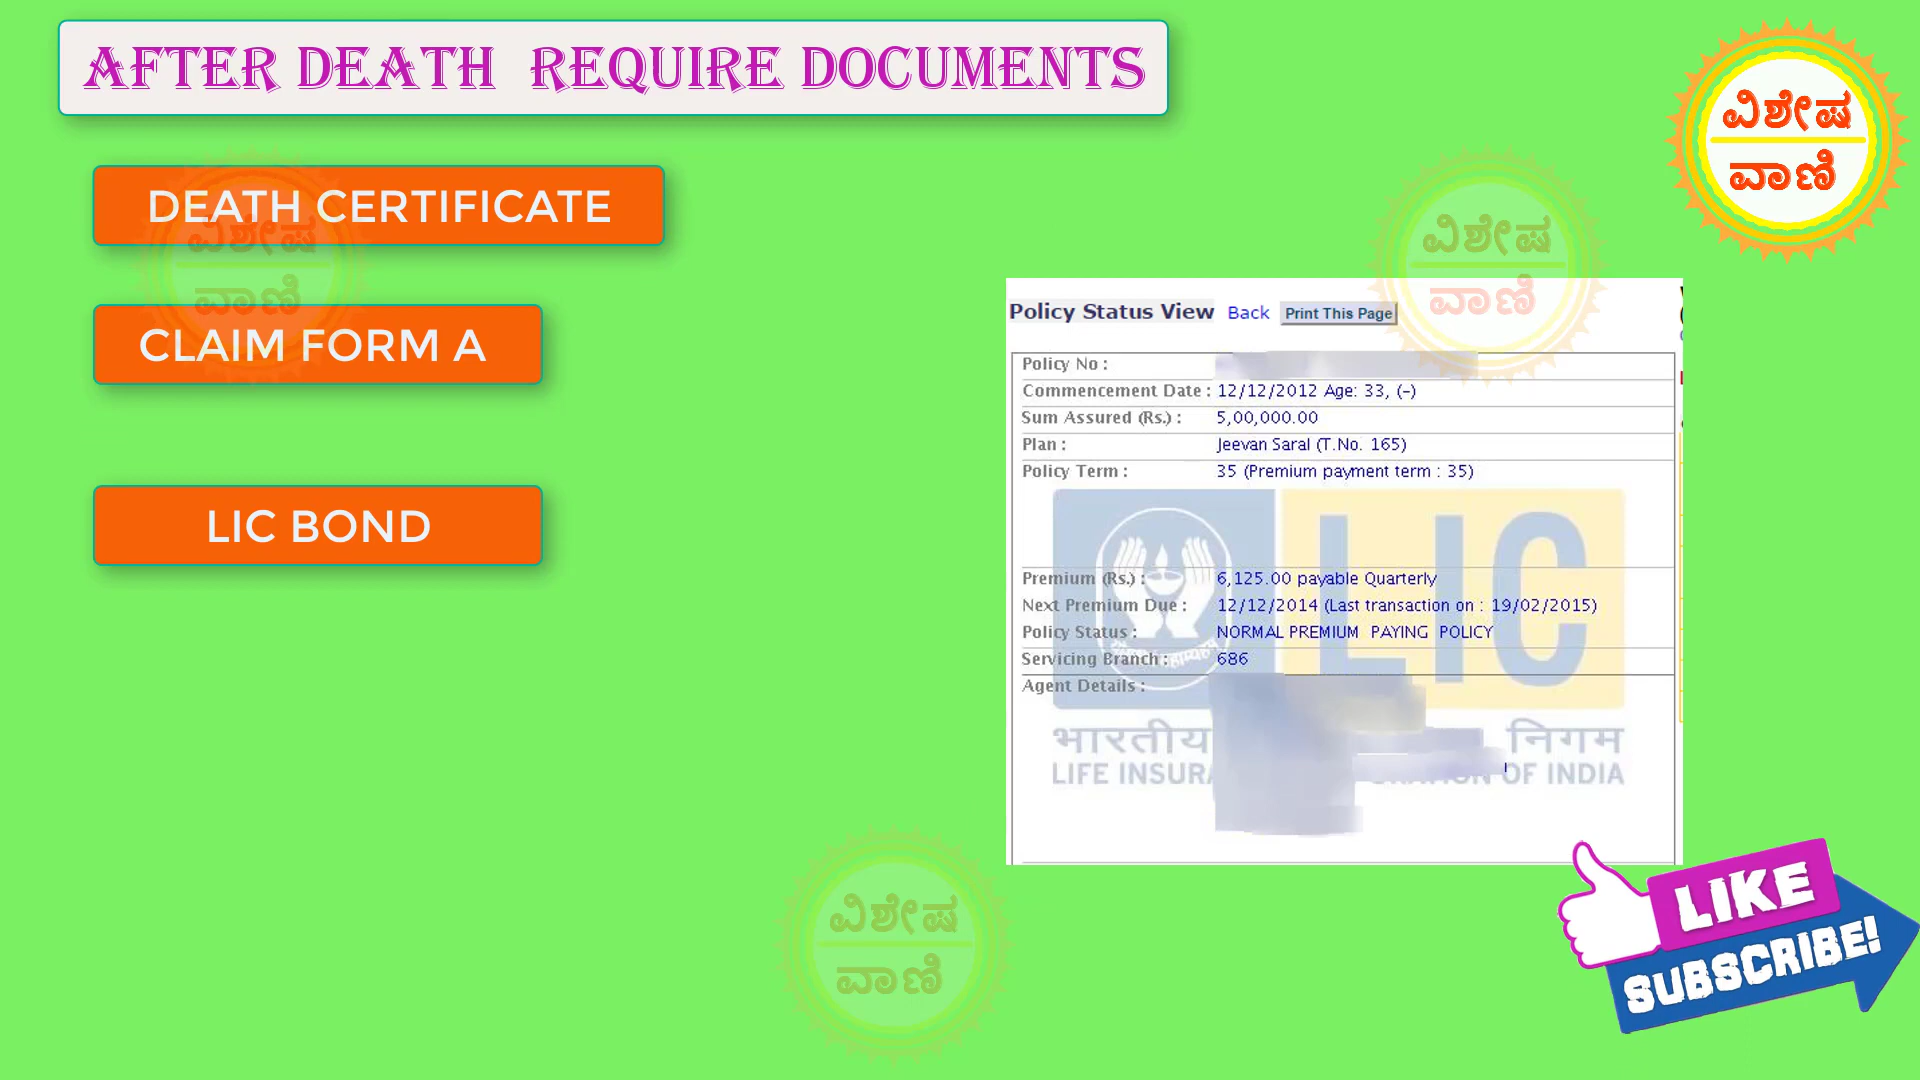 AFTER DEATH REQUIRE DOCUMENTS
ವಿಶೇಷ
ವಾಣಿ
DEATH CERTIFICATE
ವಿಶೇಷ
ವಾಣಿ
ವಿಶೇಷ
ವಾಣಿ
CLAIM FORM A
LIC BOND
Policy Status View Back Print This Page
Policy No :
Commencement Date : 12/12/2012 Age: 33, (-)
Sum Assured (Rs.) : 5,00,000.00
Plan : Jeevan Saral (T.No. 165)
Policy Term : 35 (Premium payment term : 35)
Premium (Rs.) : 6,125.00 payable Quarterly
Next Premium Due : 12/12/2014 (Last transaction on : 19/02/2015)
Policy Status : NORMAL PREMIUM PAYING POLICY
Servicing Branch : 686
Agent Details :
LIC
भारतीय निगम
LIFE OF INDIA
ವಿಶೇಷ
ವಾಣಿ
LIKE
SUBSCRIBE!